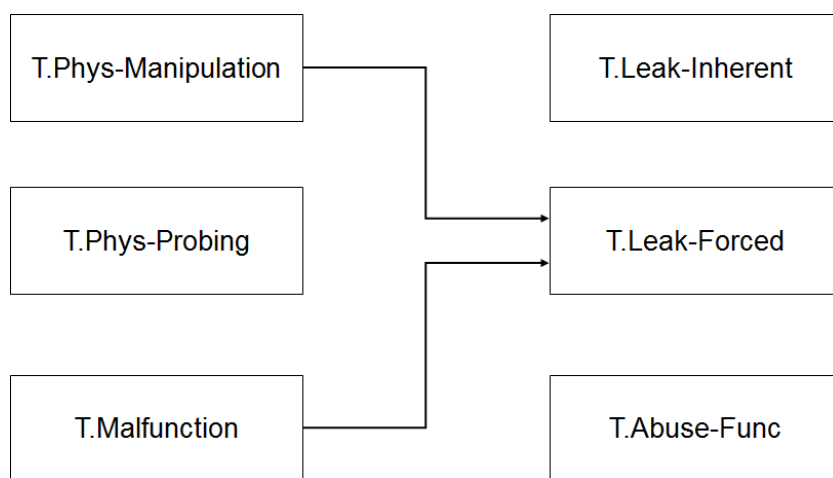 T.Phys-Manipulation
T.Leak-Inherent
T.Phys-Probing
T.Leak-Forced
T.Malfunction
T.Abuse-Func